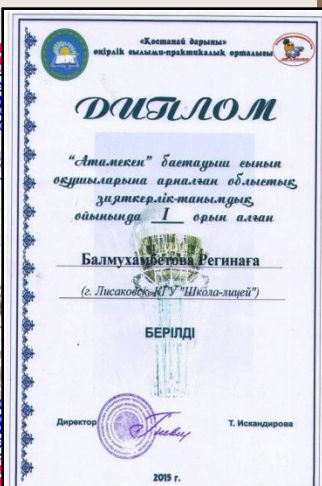 «Қостанай дарыны»
өңірлік ғылыми-практикалық орталығы
ДИПЛОМ
"Атамекен" бастауыш сынып
оқушыларына арналған облыстық
зияткерлік-танымдық
ойынында I орын алған
Балмухамбетова Регинаға
(г. Лисаковск, КГУ "Школа-лицей")
БЕРІЛДІ
Директор
Т. Искандирова
2015 г.